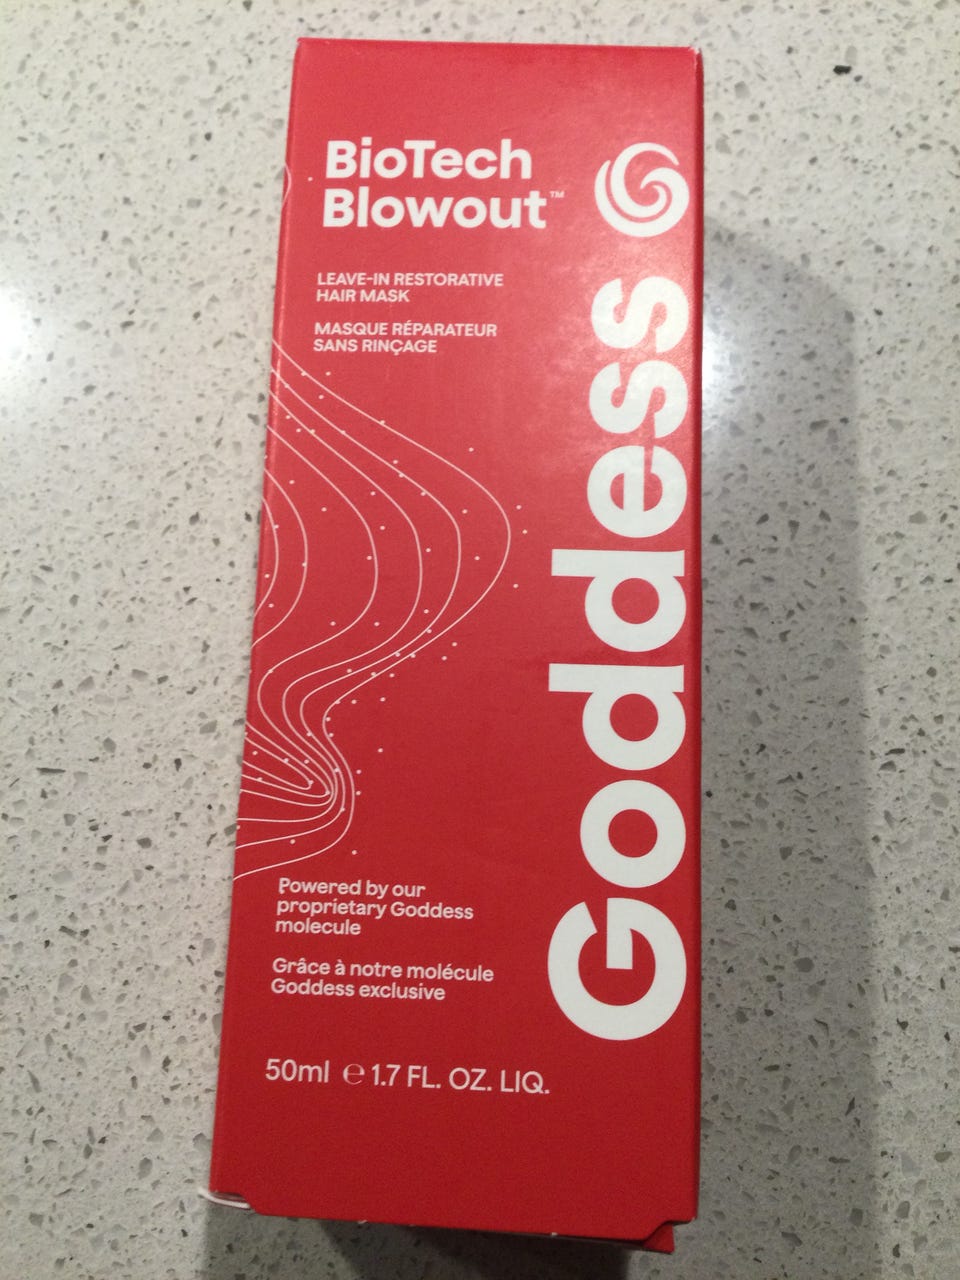 BioTech
Blowout™
LEAVE-IN RESTORATIVE
HAIR MASK
MASQUE RÉPARATEUR
SANS RINÇAGE
Goddess
Powered by our
proprietary Goddess
molecule
Grâce à notre molécule
Goddess exclusive
50ml ℮ 1.7 FL. OZ. LIQ.